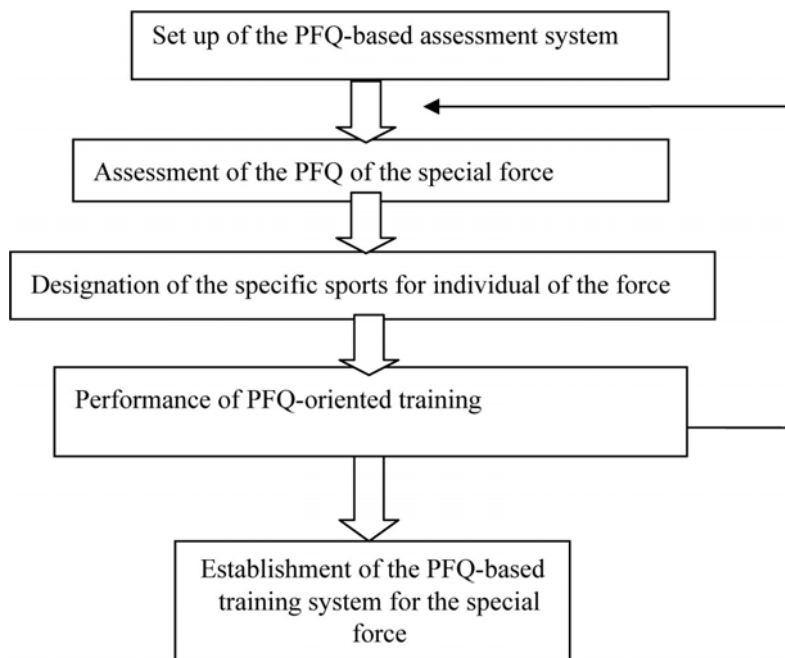 Set up of the PFQ-based assessment system
Assessment of the PFQ of the special force
Designation of the specific sports for individual of the force
Performance of PFQ-oriented training
Establishment of the PFQ-based
training system for the special
force